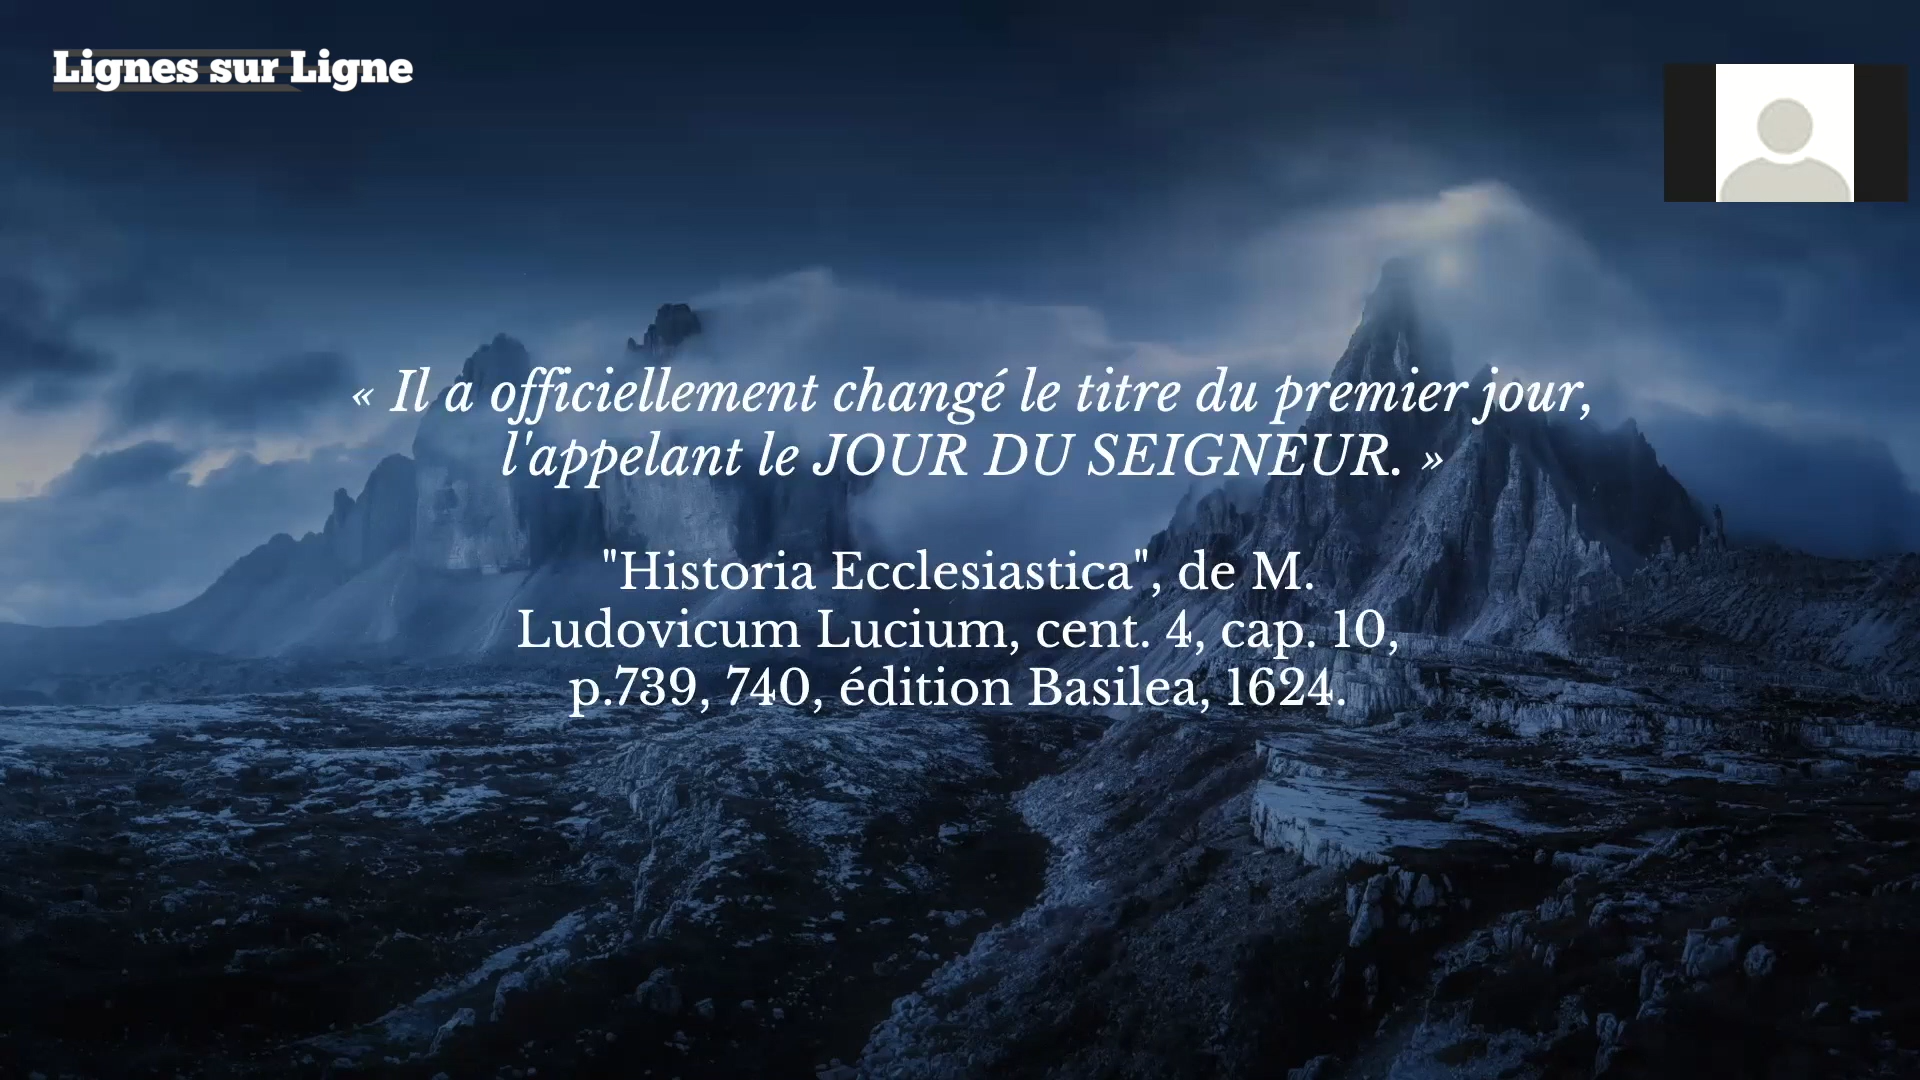 Lignes sur Ligne
« Il a officiellement changé le titre du premier jour,
l'appelant le JOUR DU SEIGNEUR. »
"Historia Ecclesiastica", de M.
Ludovicum Lucium, cent. 4, cap. 10,
p.739, 740, édition Basilea, 1624.